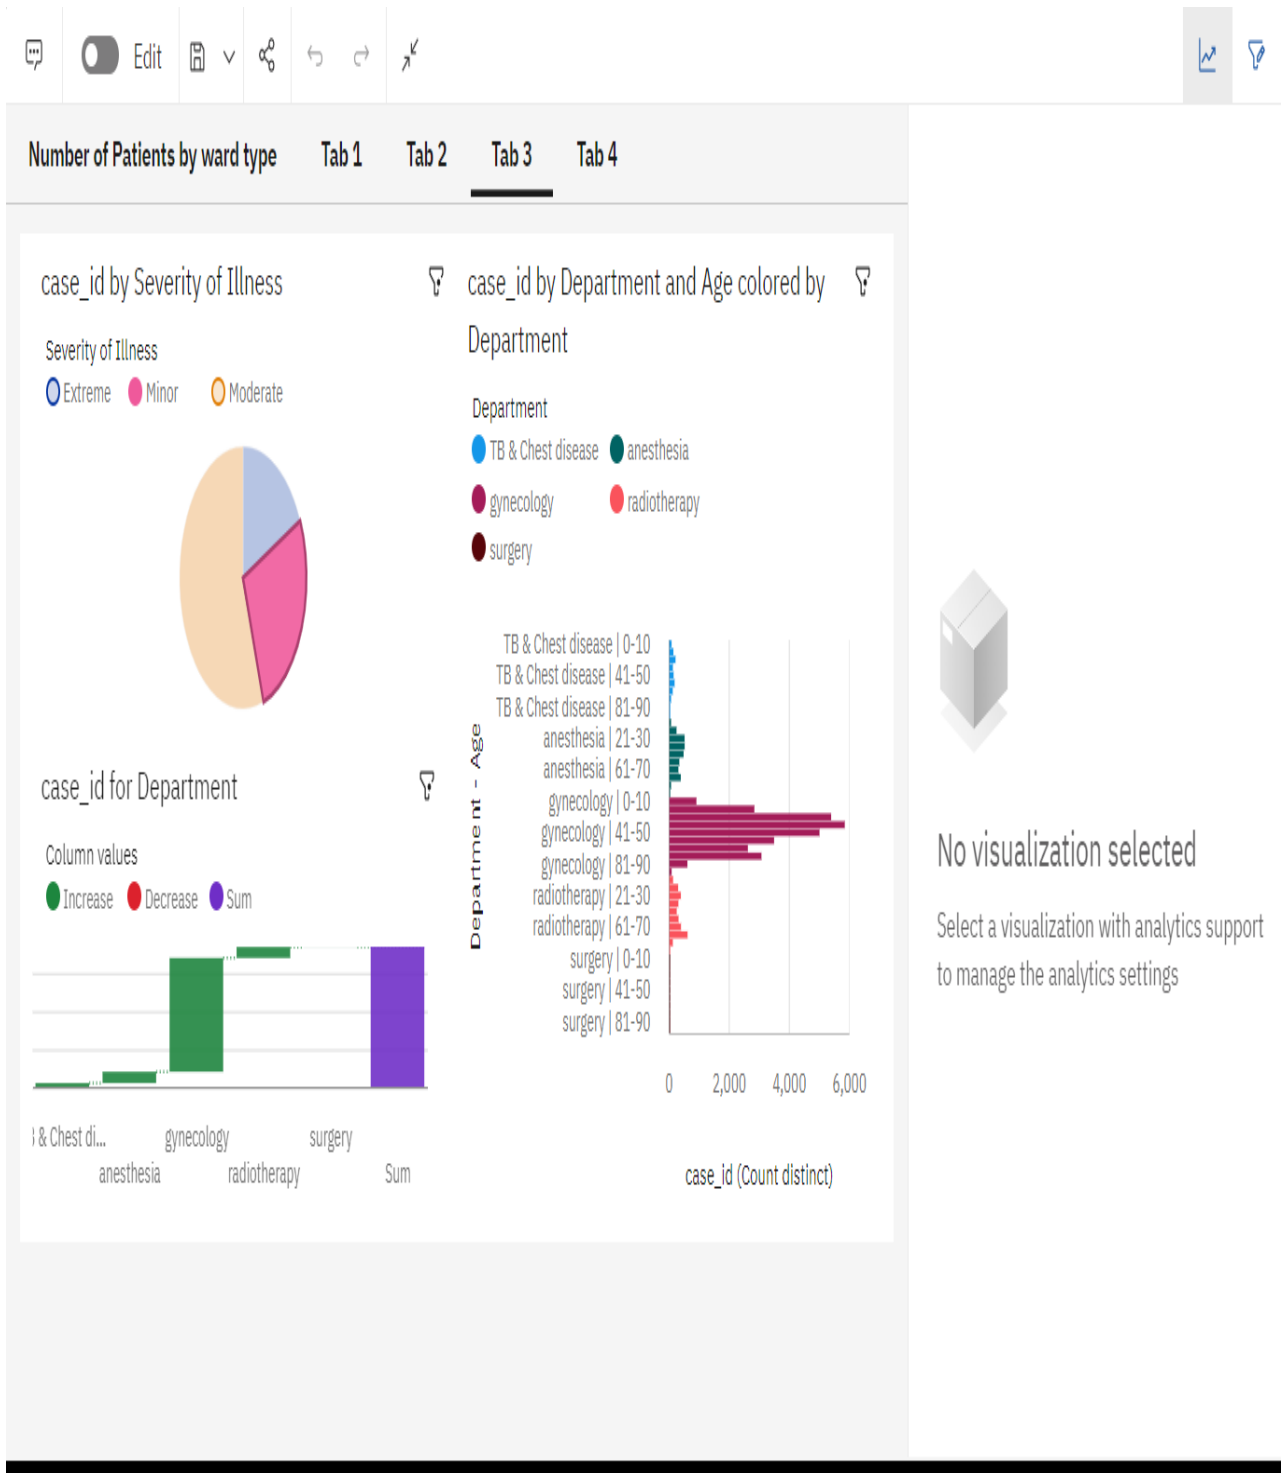 Edit
Number of Patients by ward type Tab 1 Tab 2 Tab 3 Tab 4
case_id by Severity of Illness
Severity of Illness
Extreme Minor Moderate
case_id for Department
Column values
Increase Decrease Sum
& Chest di... gynecology surgery
anesthesia radiotherapy Sum
case_id by Department and Age colored by
Department
Department
TB & Chest disease anesthesia
gynecology radiotherapy
surgery
Department - Age
TB & Chest disease | 0-10
TB & Chest disease | 41-50
TB & Chest disease | 81-90
anesthesia | 21-30
anesthesia | 61-70
gynecology | 0-10
gynecology | 41-50
gynecology | 81-90
radiotherapy | 21-30
radiotherapy | 61-70
surgery | 0-10
surgery | 41-50
surgery | 81-90
0 2,000 4,000 6,000
case_id (Count distinct)
No visualization selected
Select a visualization with analytics support
to manage the analytics settings